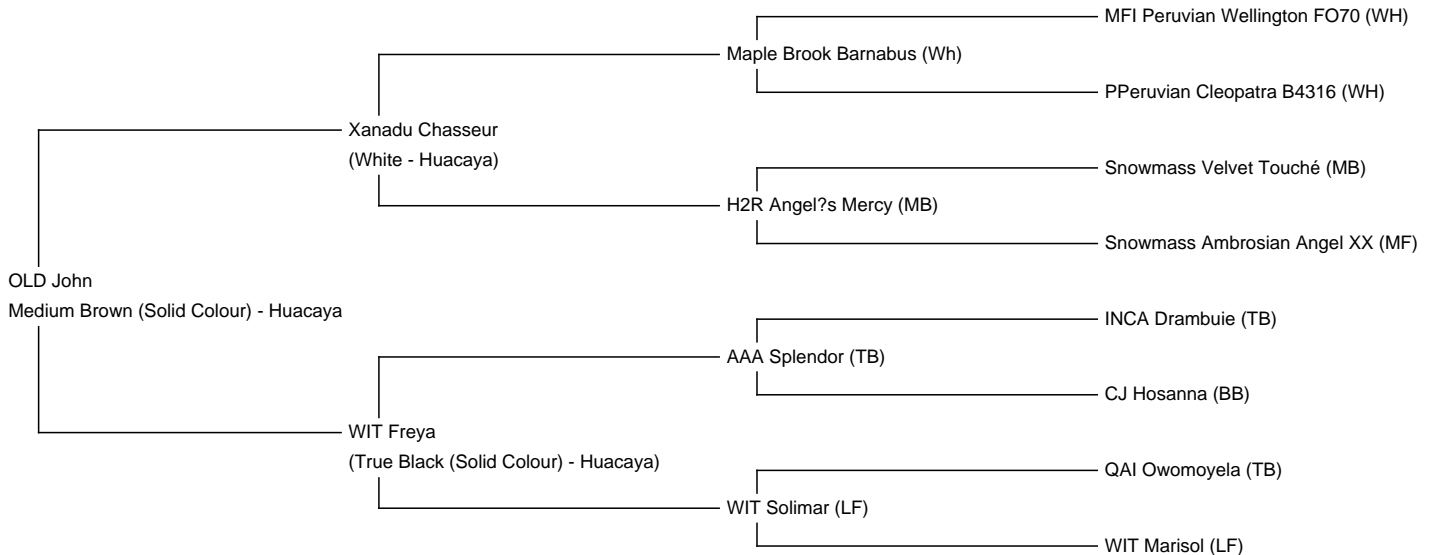 MFI Peruvian Wellington FO70 (WH)
Maple Brook Barnabus (Wh)
PPeruvian Cleopatra B4316 (WH)
Xanadu Chasseur
(White - Huacaya)
Snowmass Velvet Touché (MB)
H2R Angel?s Mercy (MB)
Snowmass Ambrosian Angel XX (MF)
OLD John
Medium Brown (Solid Colour) - Huacaya
INCA Drambuie (TB)
AAA Splendor (TB)
CJ Hosanna (BB)
WIT Freya
(True Black (Solid Colour) - Huacaya)
QAI Owomoyela (TB)
WIT Solimar (LF)
WIT Marisol (LF)